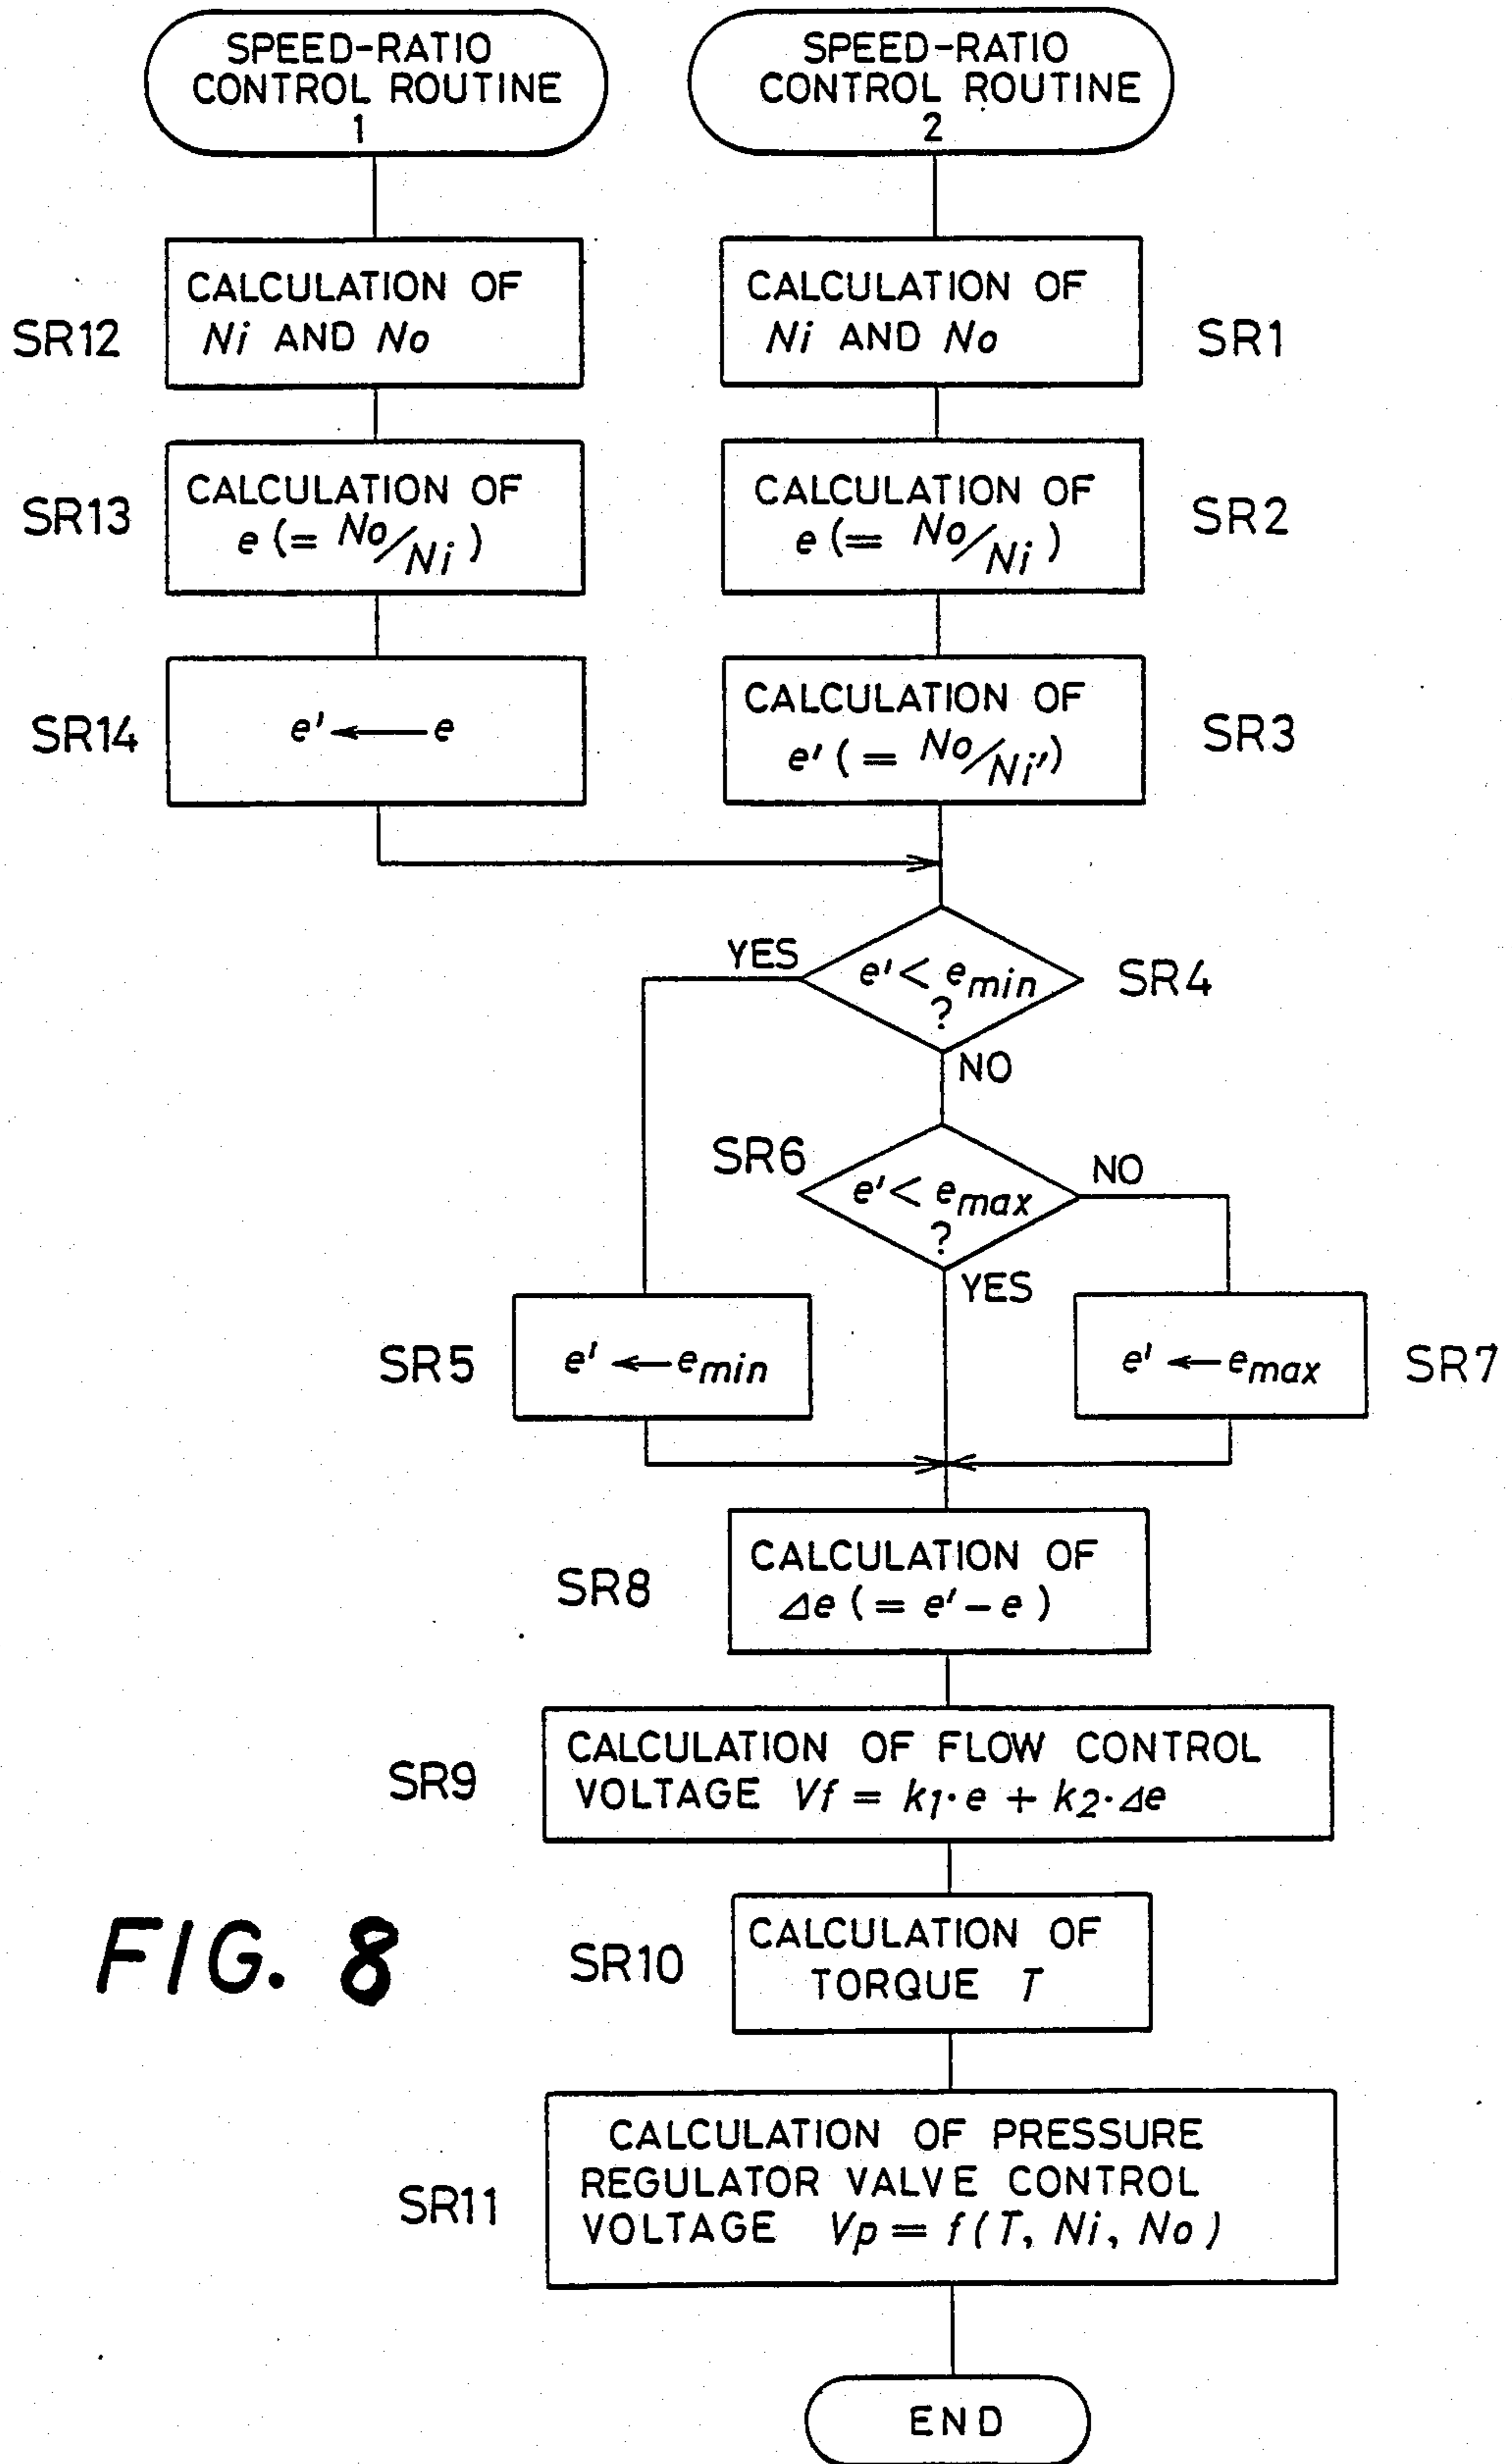 SPEED-RATIO
CONTROL ROUTINE
1
SPEED-RATIO
CONTROL ROUTINE
2
SR12
CALCULATION OF
Ni AND No
CALCULATION OF
Ni AND No
SR1
SR13
CALCULATION OF
e (= No/Ni )
CALCULATION OF
e (= No/Ni )
SR2
SR14
e' ← e
CALCULATION OF
e' (= No/Ni')
SR3
YES
e' < emin
?
SR4
NO
SR6
e' < emax
?
NO
YES
SR5
e' ← emin
e' ← emax
SR7
SR8
CALCULATION OF
Δe (= e' − e )
SR9
CALCULATION OF FLOW CONTROL
VOLTAGE Vf = k1·e + k2·Δe
FIG. 8
SR10
CALCULATION OF
TORQUE T
SR11
CALCULATION OF PRESSURE
REGULATOR VALVE CONTROL
VOLTAGE Vp = f(T, Ni, No )
END